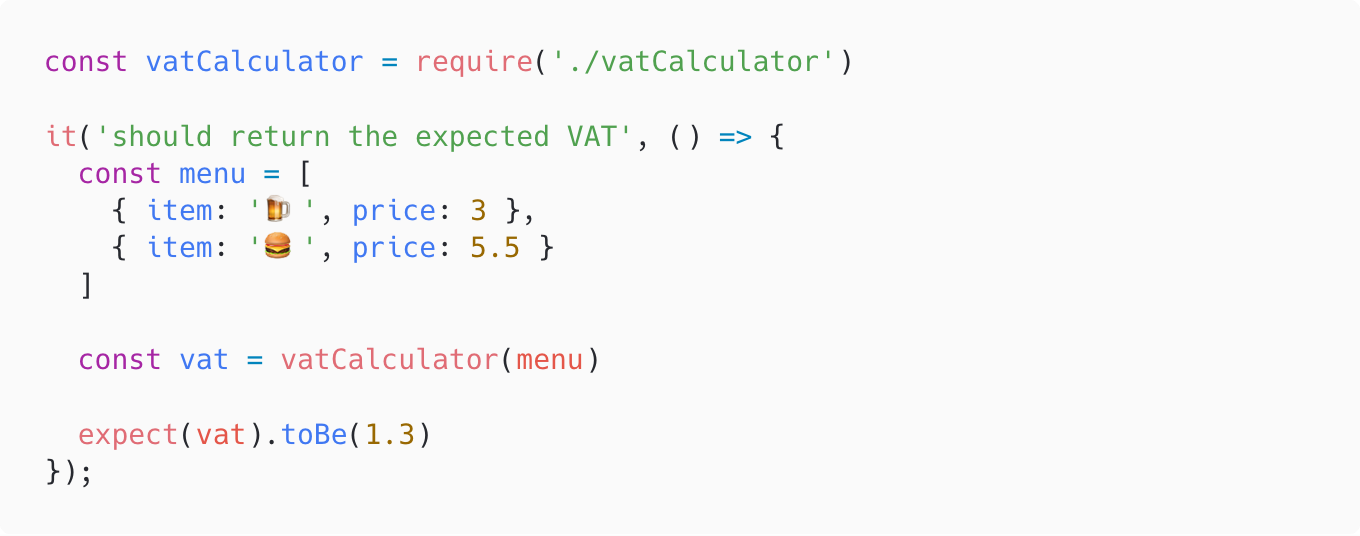 const vatCalculator = require('./vatCalculator')
it('should return the expected VAT', () => {
  const menu = [
    { item: '🍺 ', price: 3 },
    { item: '🍔 ', price: 5.5 }
  ]
  const vat = vatCalculator(menu)
  expect(vat).toBe(1.3)
});